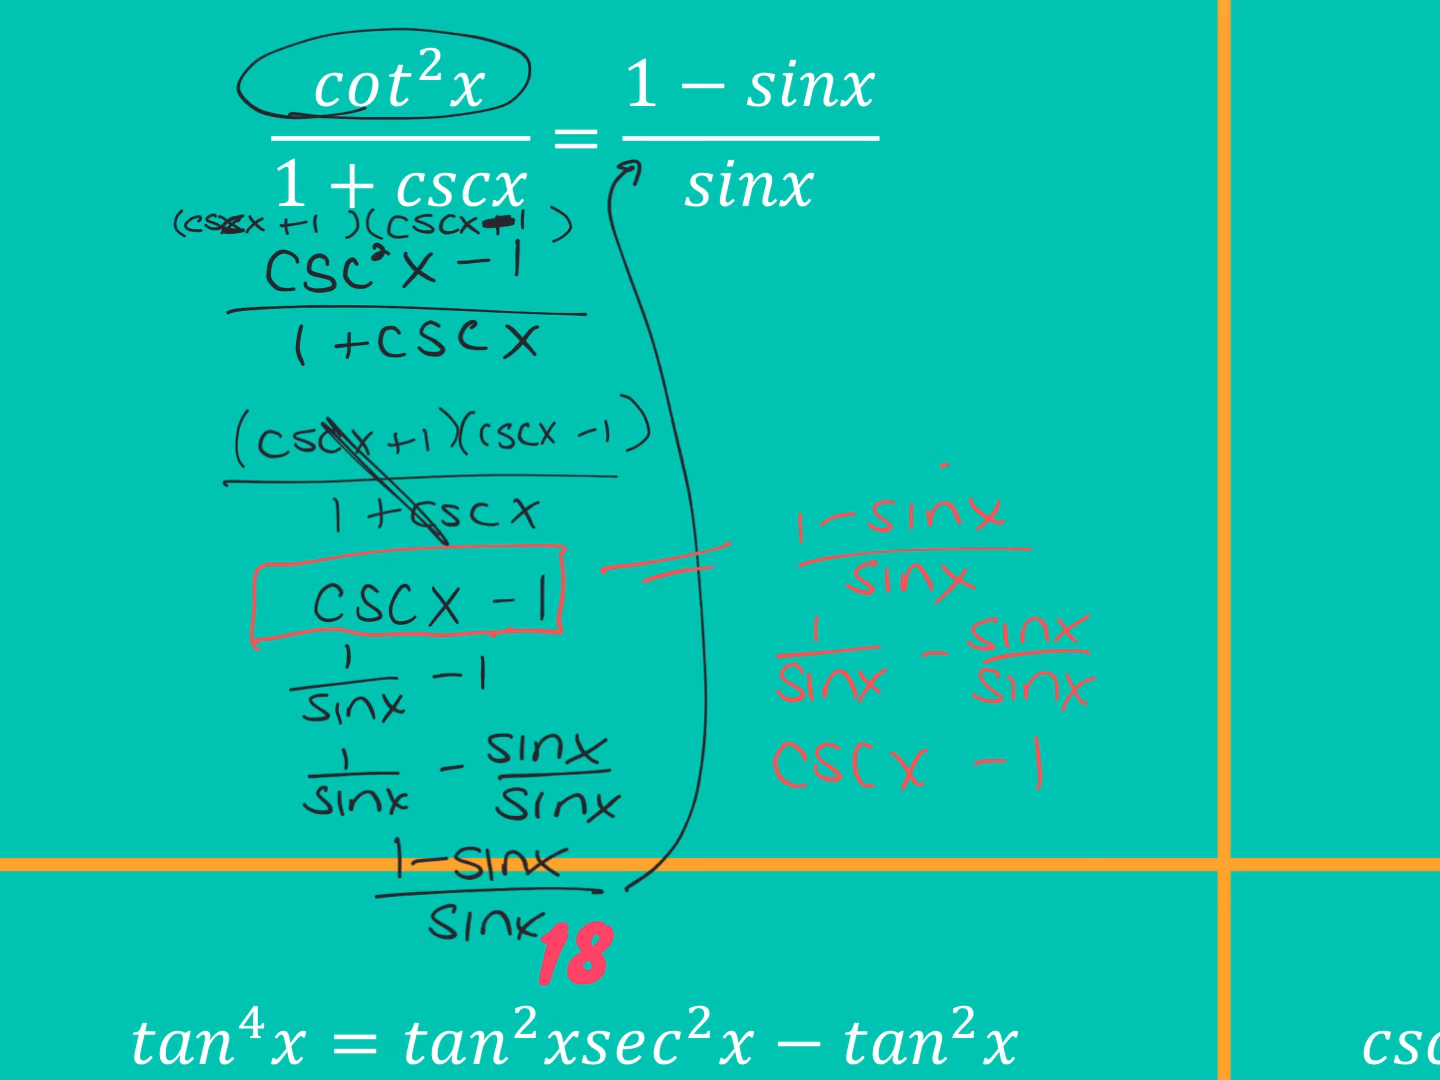 cot²x / 1 + cscx = 1 − sinx / sinx
(cscx + 1)(cscx − 1)
csc²x − 1
1 + cscx
(cscx + 1)(cscx − 1)
1 + cscx
cscx − 1
1/sinx − 1
1/sinx − sinx/sinx
1 − sinx
sinx
=
1 − sinx
sinx
1/sinx − sinx/sinx
cscx − 1
18
tan⁴x = tan²xsec²x − tan²x